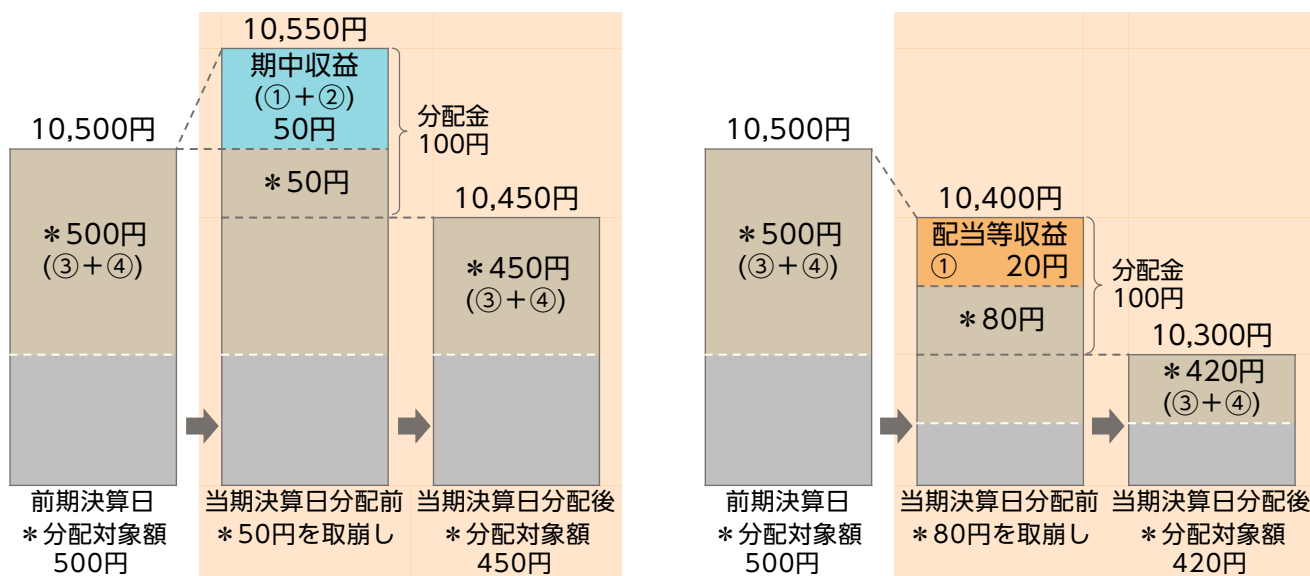 10,550円
期中収益
(①＋②)
50円
分配金
100円
10,500円
＊50円
10,450円
＊500円
(③＋④)
＊450円
(③＋④)
前期決算日
＊分配対象額
500円
当期決算日分配前
＊50円を取崩し
当期決算日分配後
＊分配対象額
450円
10,500円
10,400円
配当等収益
① 20円
分配金
100円
＊500円
(③＋④)
＊80円
10,300円
＊420円
(③＋④)
前期決算日
＊分配対象額
500円
当期決算日分配前
＊80円を取崩し
当期決算日分配後
＊分配対象額
420円